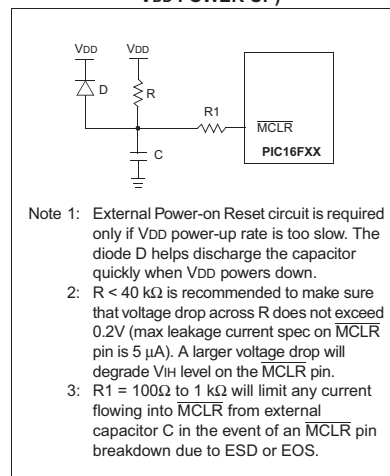 VDD POWER-UP)
VDD VDD
D
R
R1
MCLR
C
PIC16FXX
Note 1: External Power-on Reset circuit is required
only if VDD power-up rate is too slow. The
diode D helps discharge the capacitor
quickly when VDD powers down.
2: R < 40 kΩ is recommended to make sure
that voltage drop across R does not exceed
0.2V (max leakage current spec on MCLR
pin is 5 μA). A larger voltage drop will
degrade VIH level on the MCLR pin.
3: R1 = 100Ω to 1 kΩ will limit any current
flowing into MCLR from external
capacitor C in the event of an MCLR pin
breakdown due to ESD or EOS.